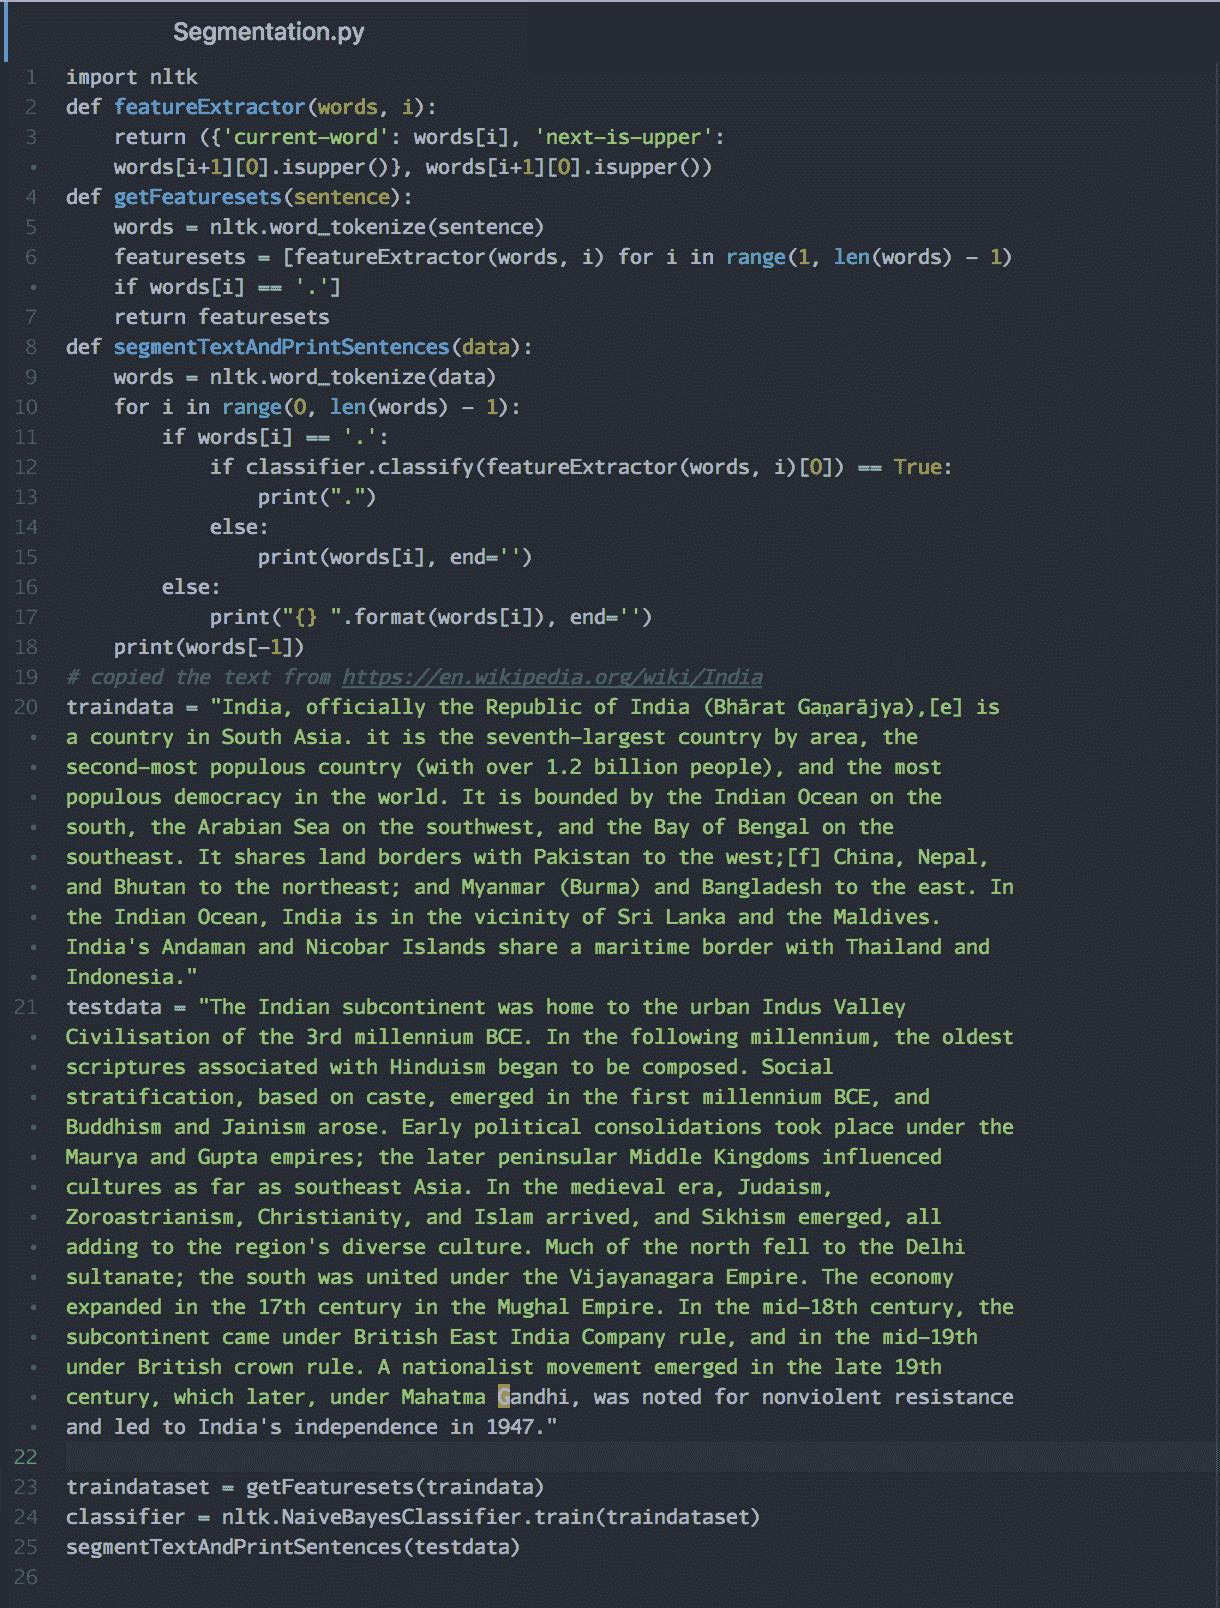 Segmentation.py
1 import nltk
2 def featureExtractor(words, i):
3     return ({'current-word': words[i], 'next-is-upper':
•     words[i+1][0].isupper()}, words[i+1][0].isupper())
4 def getFeaturesets(sentence):
5     words = nltk.word_tokenize(sentence)
6     featuresets = [featureExtractor(words, i) for i in range(1, len(words) - 1)
•     if words[i] == '.']
7     return featuresets
8 def segmentTextAndPrintSentences(data):
9     words = nltk.word_tokenize(data)
10     for i in range(0, len(words) - 1):
11         if words[i] == '.':
12             if classifier.classify(featureExtractor(words, i)[0]) == True:
13                 print(".")
14             else:
15                 print(words[i], end='')
16         else:
17             print("{} ".format(words[i]), end='')
18     print(words[-1])
19 # copied the text from https://en.wikipedia.org/wiki/India
20 traindata = "India, officially the Republic of India (Bhārat Gaṇarājya),[e] is
• a country in South Asia. it is the seventh-largest country by area, the
• second-most populous country (with over 1.2 billion people), and the most
• populous democracy in the world. It is bounded by the Indian Ocean on the
• south, the Arabian Sea on the southwest, and the Bay of Bengal on the
• southeast. It shares land borders with Pakistan to the west;[f] China, Nepal,
• and Bhutan to the northeast; and Myanmar (Burma) and Bangladesh to the east. In
• the Indian Ocean, India is in the vicinity of Sri Lanka and the Maldives.
• India's Andaman and Nicobar Islands share a maritime border with Thailand and
• Indonesia."
21 testdata = "The Indian subcontinent was home to the urban Indus Valley
• Civilisation of the 3rd millennium BCE. In the following millennium, the oldest
• scriptures associated with Hinduism began to be composed. Social
• stratification, based on caste, emerged in the first millennium BCE, and
• Buddhism and Jainism arose. Early political consolidations took place under the
• Maurya and Gupta empires; the later peninsular Middle Kingdoms influenced
• cultures as far as southeast Asia. In the medieval era, Judaism,
• Zoroastrianism, Christianity, and Islam arrived, and Sikhism emerged, all
• adding to the region's diverse culture. Much of the north fell to the Delhi
• sultanate; the south was united under the Vijayanagara Empire. The economy
• expanded in the 17th century in the Mughal Empire. In the mid-18th century, the
• subcontinent came under British East India Company rule, and in the mid-19th
• under British crown rule. A nationalist movement emerged in the late 19th
• century, which later, under Mahatma Gandhi, was noted for nonviolent resistance
• and led to India's independence in 1947."
22
23 traindataset = getFeaturesets(traindata)
24 classifier = nltk.NaiveBayesClassifier.train(traindataset)
25 segmentTextAndPrintSentences(testdata)
26